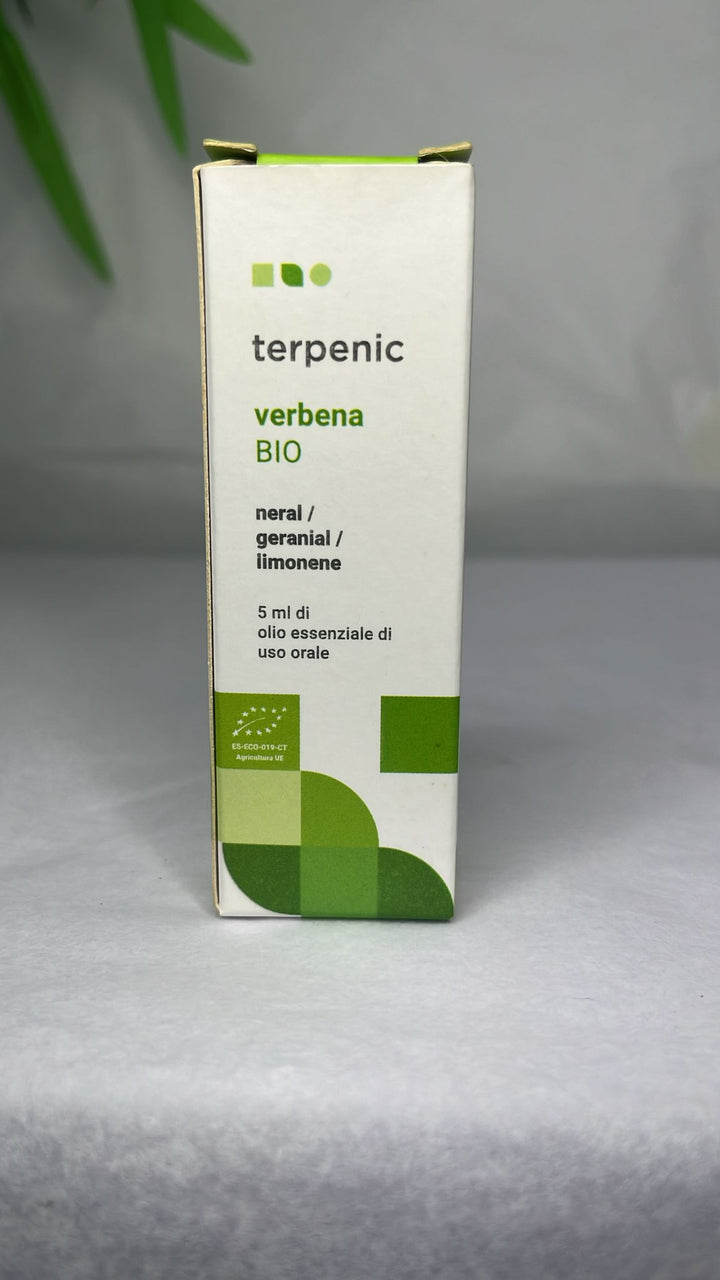 terpenic
verbena
BIO
neral /
geranial /
limonene
5 ml di
olio essenziale di
uso orale
ES-ECO-019-CT
Agricultura UE